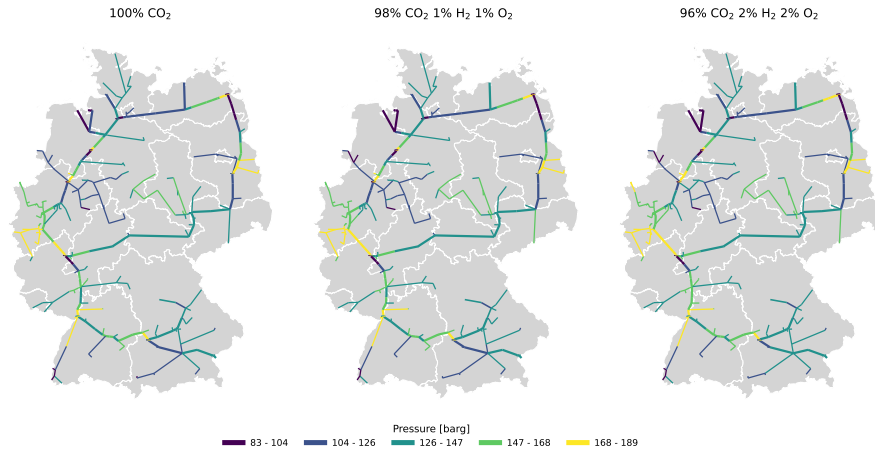 100% CO₂
98% CO₂ 1% H₂ 1% O₂
96% CO₂ 2% H₂ 2% O₂
Pressure [barg]
83 - 104
104 - 126
126 - 147
147 - 168
168 - 189